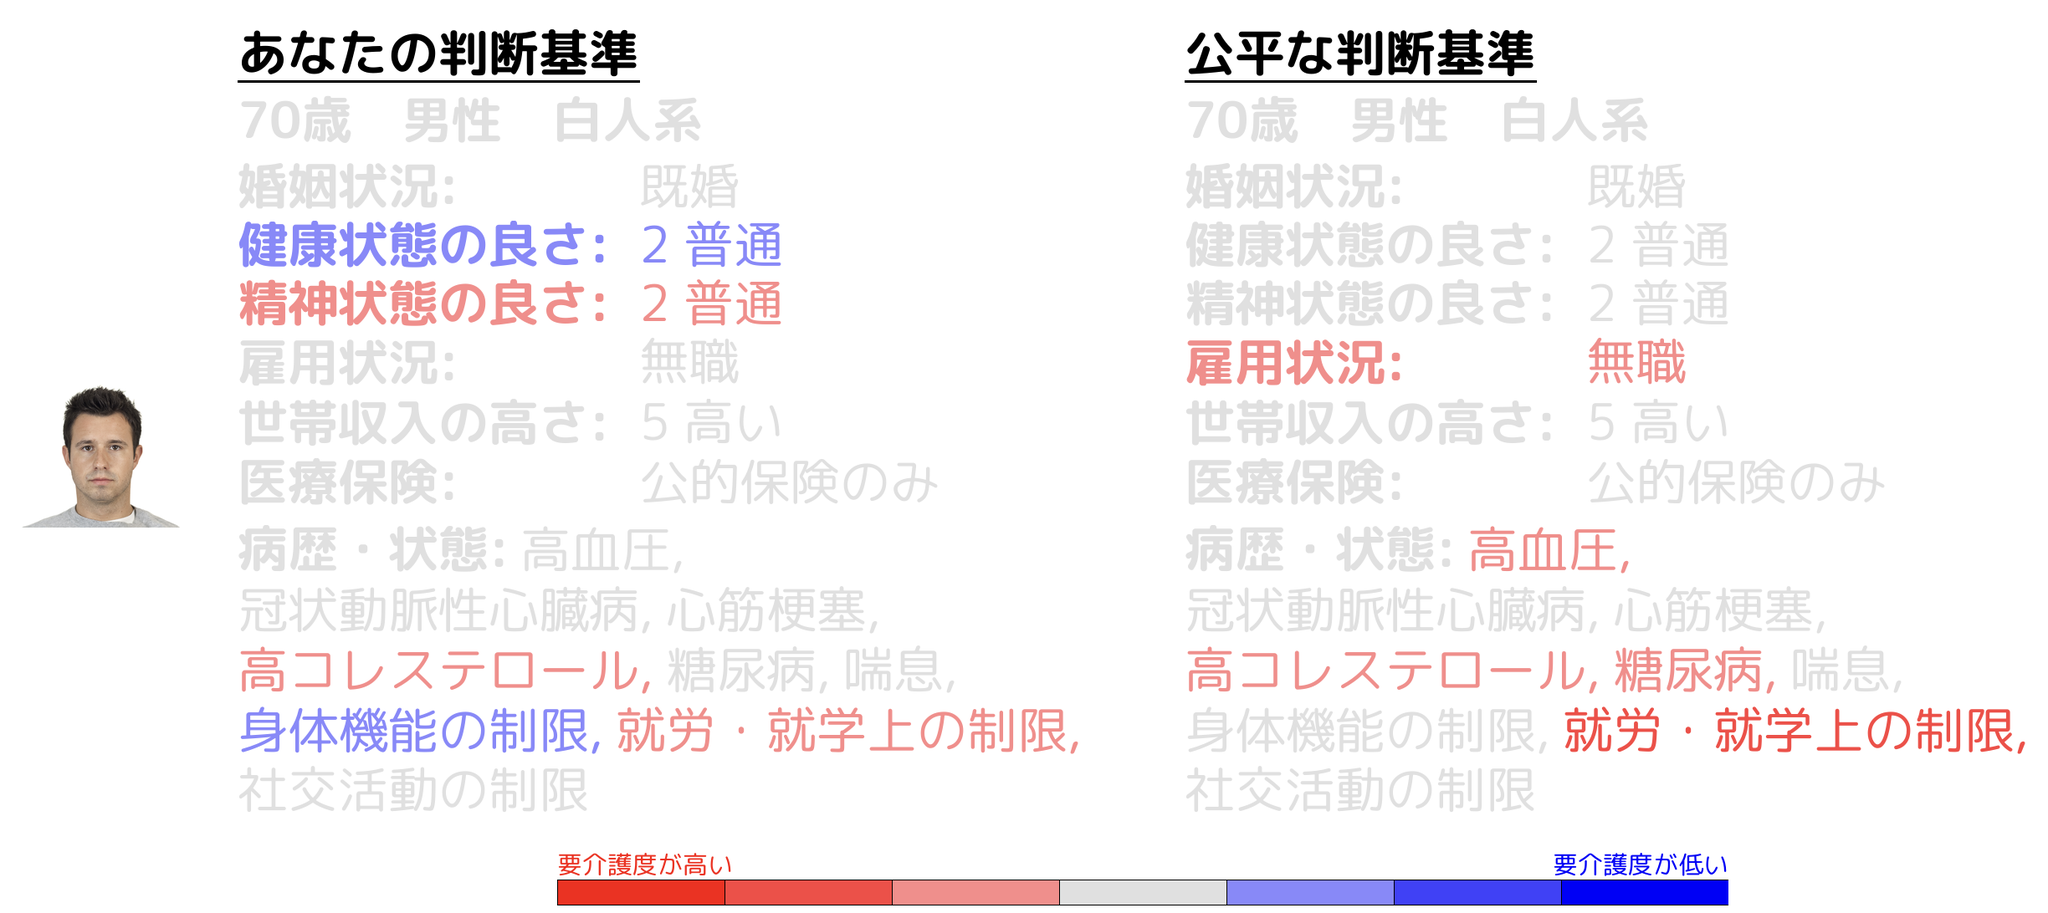 あなたの判断基準
70歳　男性　白人系
婚姻状況: 既婚
健康状態の良さ: 2 普通
精神状態の良さ: 2 普通
雇用状況: 無職
世帯収入の高さ: 5 高い
医療保険: 公的保険のみ
病歴・状態: 高血圧,
冠状動脈性心臓病, 心筋梗塞,
高コレステロール, 糖尿病, 喘息,
身体機能の制限, 就労・就学上の制限,
社交活動の制限
公平な判断基準
70歳　男性　白人系
婚姻状況: 既婚
健康状態の良さ: 2 普通
精神状態の良さ: 2 普通
雇用状況: 無職
世帯収入の高さ: 5 高い
医療保険: 公的保険のみ
病歴・状態: 高血圧,
冠状動脈性心臓病, 心筋梗塞,
高コレステロール, 糖尿病, 喘息,
身体機能の制限, 就労・就学上の制限,
社交活動の制限
要介護度が高い
要介護度が低い